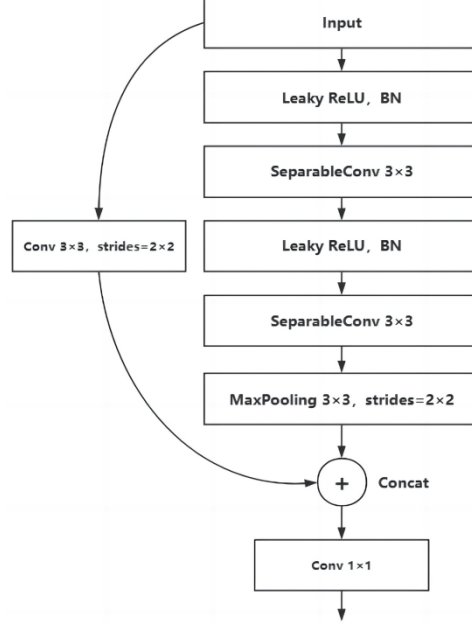 Input
Leaky ReLU, BN
SeparableConv 3×3
Conv 3×3, strides=2×2
Leaky ReLU, BN
SeparableConv 3×3
MaxPooling 3×3, strides=2×2
+
Concat
Conv 1×1